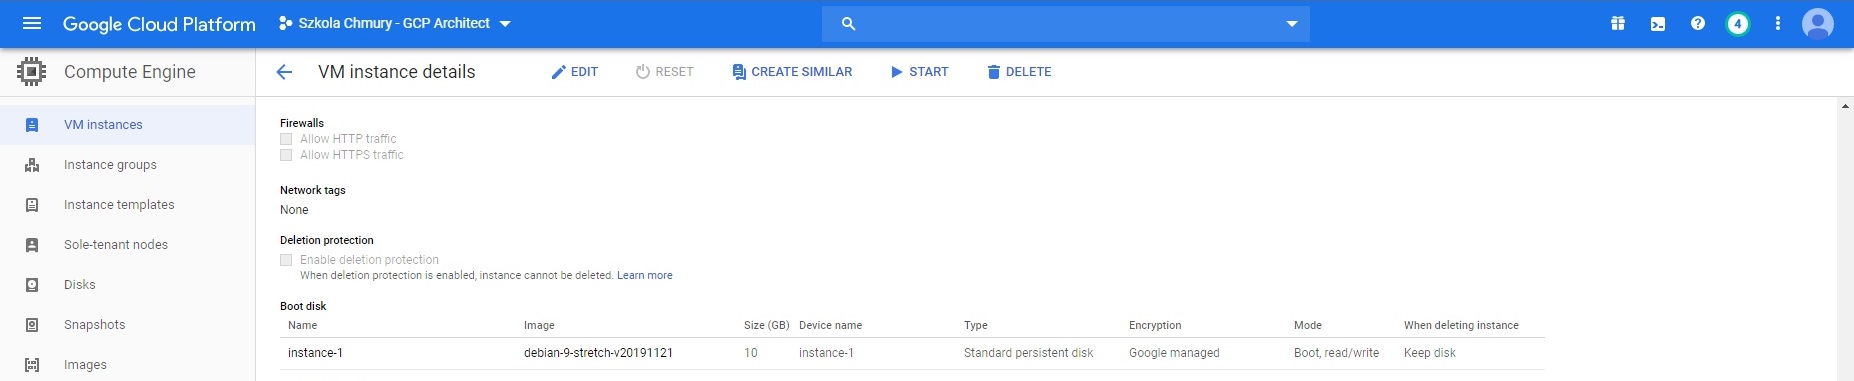 Google Cloud Platform Szkola Chmury - GCP Architect 4
Compute Engine VM instance details EDIT RESET CREATE SIMILAR START DELETE
VM instances
Instance groups
Instance templates
Sole-tenant nodes
Disks
Snapshots
Images
Firewalls
Allow HTTP traffic
Allow HTTPS traffic
Network tags
None
Deletion protection
Enable deletion protection
When deletion protection is enabled, instance cannot be deleted. Learn more
Boot disk
Name Image Size (GB) Device name Type Encryption Mode When deleting instance
instance-1 debian-9-stretch-v20191121 10 instance-1 Standard persistent disk Google managed Boot, read/write Keep disk